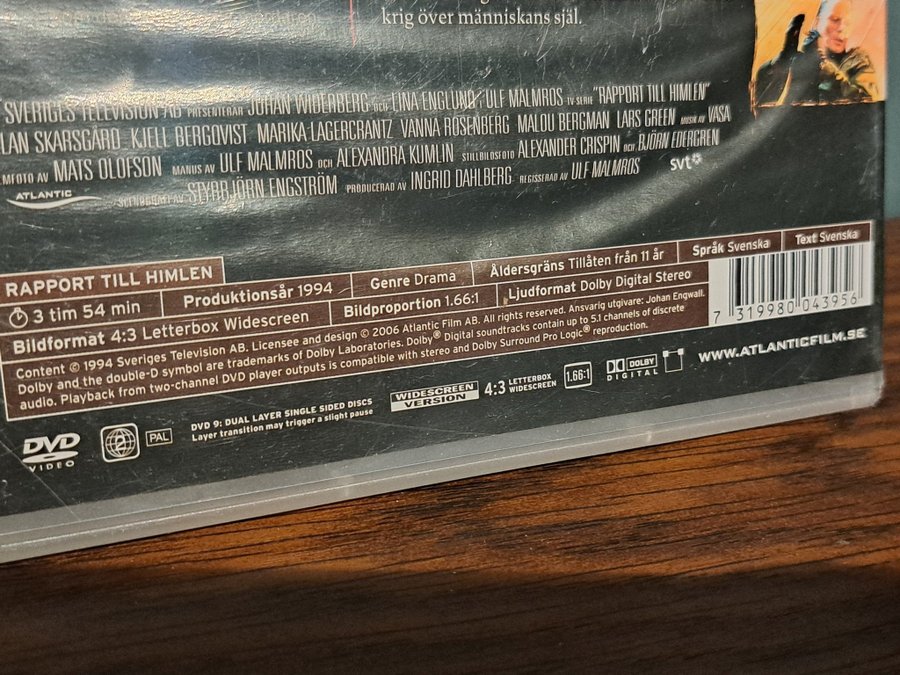 krig över människans själ.
SVERIGES TELEVISION AB PRESENTERAR JOHAN WIDERBERG OCH LINA ENGLUND ULF MALMROS TV-SERIE "RAPPORT TILL HIMLEN"
LAN SKARSGÅRD KJELL BERGQVIST MARIKA LAGERCRANTZ VANNA ROSENBERG MALOU BERGMAN LARS GREEN MUSIK AV VASA
LMFOTO AV MATS OLOFSON MANUS AV ULF MALMROS OCH ALEXANDRA KUMLIN STILLBILDSFOTO ALEXANDER CRISPIN OCH BJÖRN EDERGREN
ATLANTIC SCENOGRAFI AV STYRBJÖRN ENGSTRÖM PRODUCERAD AV INGRID DAHLBERG REGISSERAD AV ULF MALMROS svt
RAPPORT TILL HIMLEN
3 tim 54 min Produktionsår 1994 Genre Drama Åldersgräns Tillåten från 11 år Språk Svenska Text Svenska
Bildformat 4:3 Letterbox Widescreen Bildproportion 1.66:1 Ljudformat Dolby Digital Stereo
Content © 1994 Sveriges Television AB. Licensee and design © 2006 Atlantic Film AB. All rights reserved. Ansvarig utgivare: Johan Engwall.
Dolby and the double-D symbol are trademarks of Dolby Laboratories. Dolby® Digital soundtracks contain up to 5.1 channels of discrete
audio. Playback from two-channel DVD player outputs is compatible with stereo and Dolby Surround Pro Logic® reproduction.
7 319980 043956
DVD VIDEO
2
PAL
DVD 9: DUAL LAYER SINGLE SIDED DISCS
Layer transition may trigger a slight pause
WIDESCREEN VERSION
4:3 LETTERBOX WIDESCREEN
1.66:1
DOLBY DIGITAL
WWW.ATLANTICFILM.SE